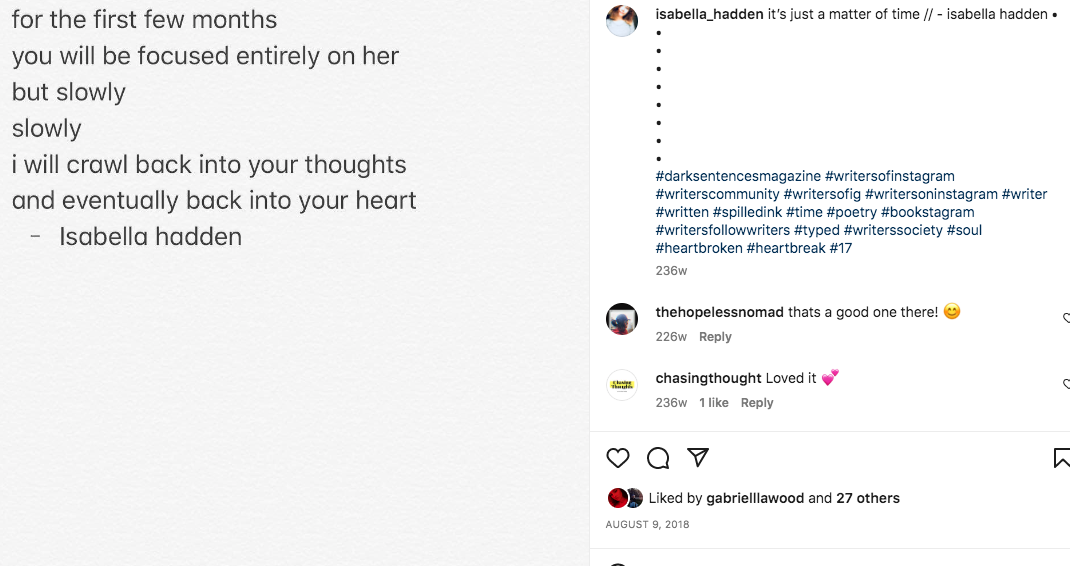 for the first few months
you will be focused entirely on her
but slowly
slowly
i will crawl back into your thoughts
and eventually back into your heart
– Isabella hadden
isabella_hadden it’s just a matter of time // - isabella hadden •
•
•
•
•
•
•
•
•
#darksentencesmagazine #writersofinstagram
#writerscommunity #writersofig #writersoninstagram #writer
#written #spilledink #time #poetry #bookstagram
#writersfollowwriters #typed #writerssociety #soul
#heartbroken #heartbreak #17
236w
thehopelessnomad thats a good one there! 😊
226w Reply
Chasing
Thoughts
chasingthought Loved it 💕
236w 1 like Reply
Liked by gabrielllawood and 27 others
AUGUST 9, 2018